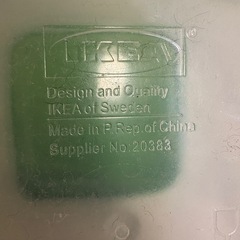 IKEA
Design and Quality
IKEA of Sweden
Made in P.Rep.of China
Supplier No:20383